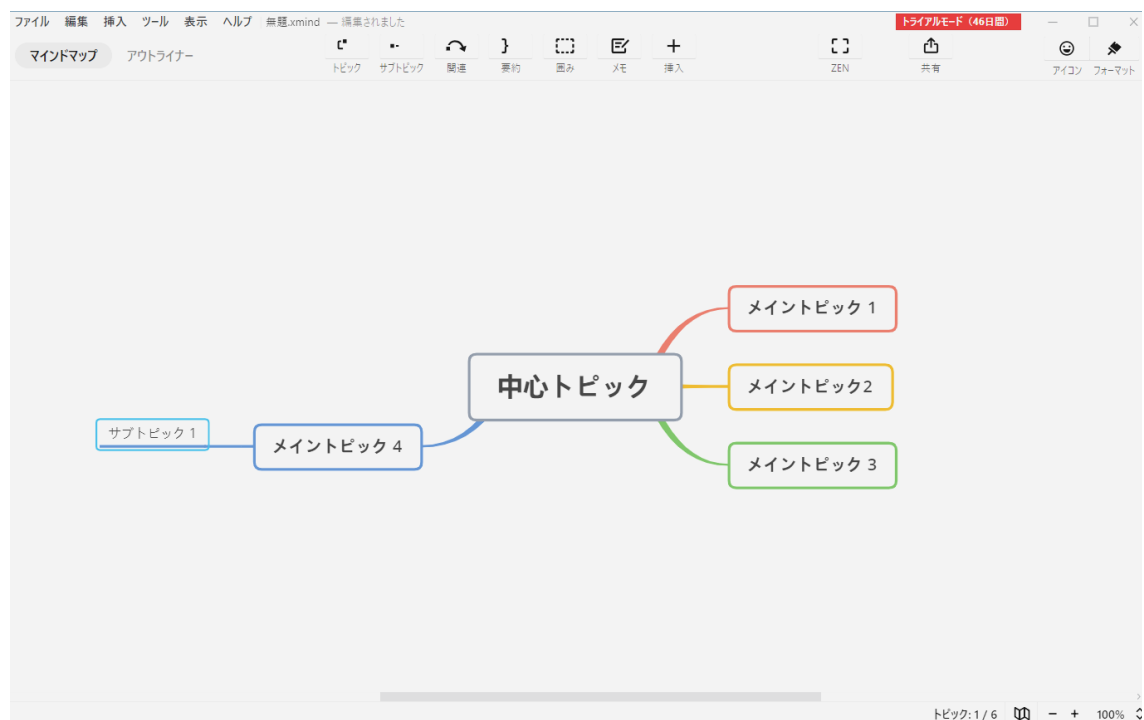 ファイル 編集 挿入 ツール 表示 ヘルプ 無題.xmind — 編集されました トライアルモード（46日間）
マインドマップ アウトライナー トピック サブトピック 関連 要約 囲み メモ 挿入 ZEN 共有 アイコン フォーマット
メイントピック 1
中心トピック
メイントピック2
サブトピック 1
メイントピック 4
メイントピック 3
トピック: 1 / 6 100%